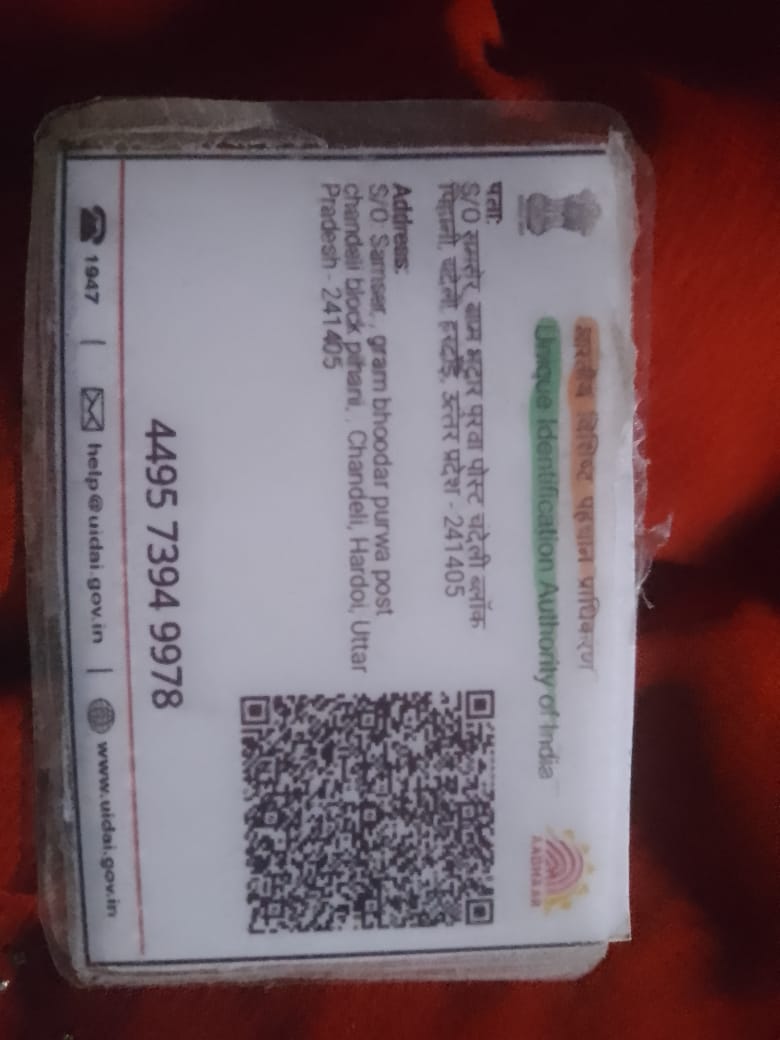 भारतीय विशिष्ट पहचान प्राधिकरण
Unique Identification Authority of India
AADHAAR
पता:
S/O समसेर, ग्राम भूदार पुरवा पोस्ट चंदेली ब्लॉक
पिहानी, चंदेली, हरदोई, उत्तर प्रदेश - 241405
Address:
S/O: Samser, , gram bhoodar purwa post
chandeli block pihani, , Chandeli, Hardoi, Uttar
Pradesh - 241405
4495 7394 9978
1947 | help@uidai.gov.in | www.uidai.gov.in